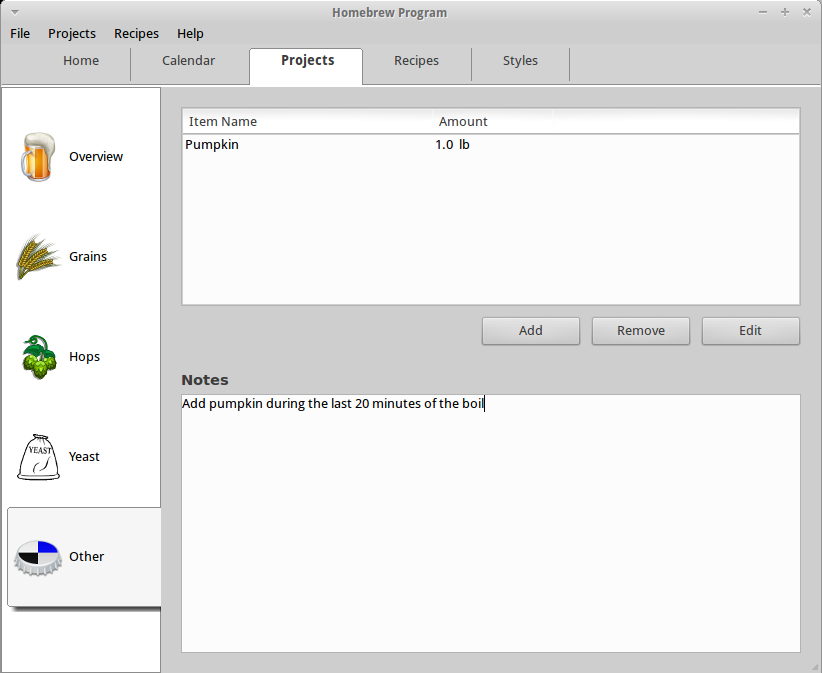 Homebrew Program
File Projects Recipes Help
Home Calendar Projects Recipes Styles
Item Name Amount
Pumpkin 1.0 lb
Overview
Grains
Hops
YEAST
Yeast
Other
Add Remove Edit
Notes
Add pumpkin during the last 20 minutes of the boil